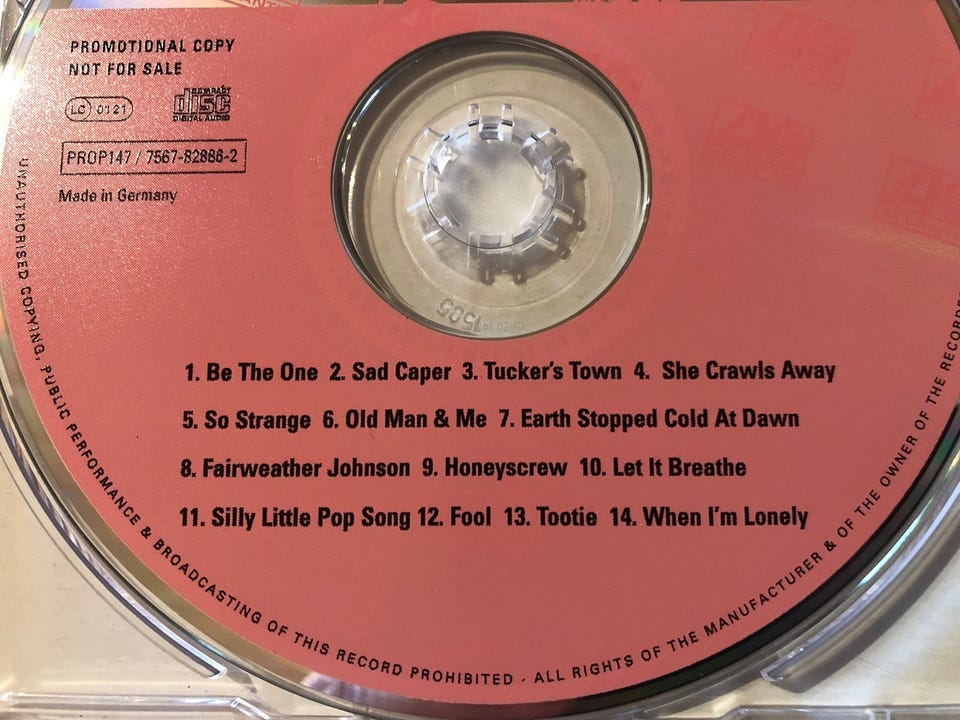 PROMOTIONAL COPY
NOT FOR SALE
LC 0121
COMPACT
disc
DIGITAL AUDIO
PROP147 / 7567-82886-2
Made in Germany
1. Be The One 2. Sad Caper 3. Tucker's Town 4. She Crawls Away
5. So Strange 6. Old Man & Me 7. Earth Stopped Cold At Dawn
8. Fairweather Johnson 9. Honeyscrew 10. Let It Breathe
11. Silly Little Pop Song 12. Fool 13. Tootie 14. When I'm Lonely
UNAUTHORISED COPYING, PUBLIC PERFORMANCE & BROADCASTING OF THIS RECORD PROHIBITED · ALL RIGHTS OF THE MANUFACTURER & OF THE OWNER OF THE RECORDE